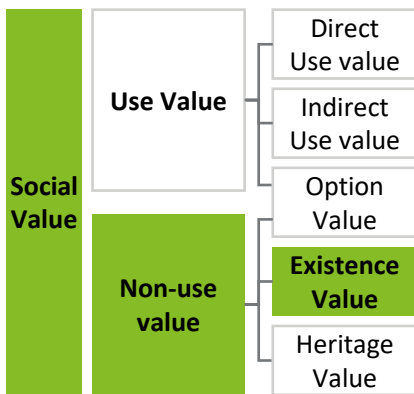 Social
Value
Use Value
Non-use
value
Direct
Use value
Indirect
Use value
Option
Value
Existence
Value
Heritage
Value